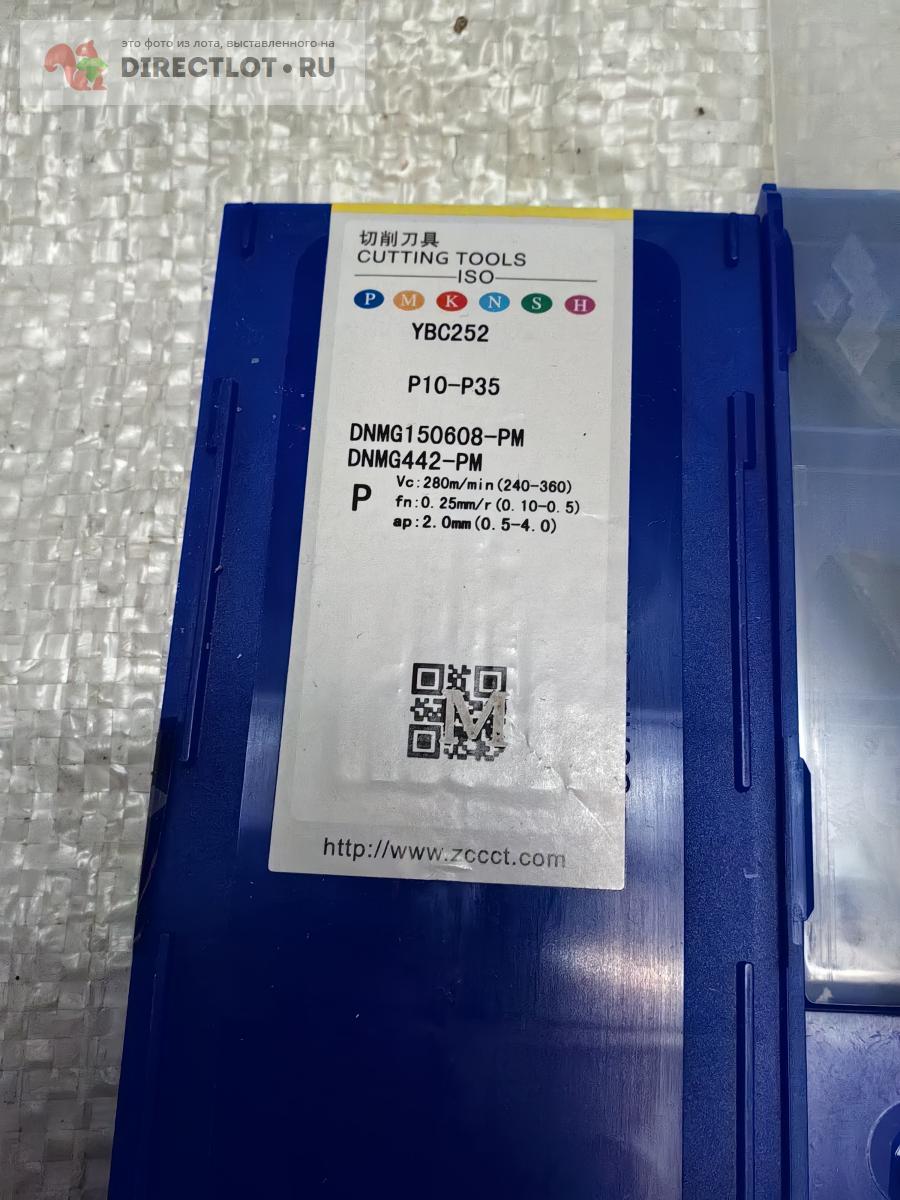 это фото из лота, выставленного на
DIRECTLOT.RU
切削刀具
CUTTING TOOLS
ISO
P M K N S H
YBC252
P10-P35
DNMG150608-PM
DNMG442-PM
P
Vc:280m/min(240-360)
fn:0.25mm/r(0.10-0.5)
ap:2.0mm(0.5-4.0)
M
http://www.zccct.com